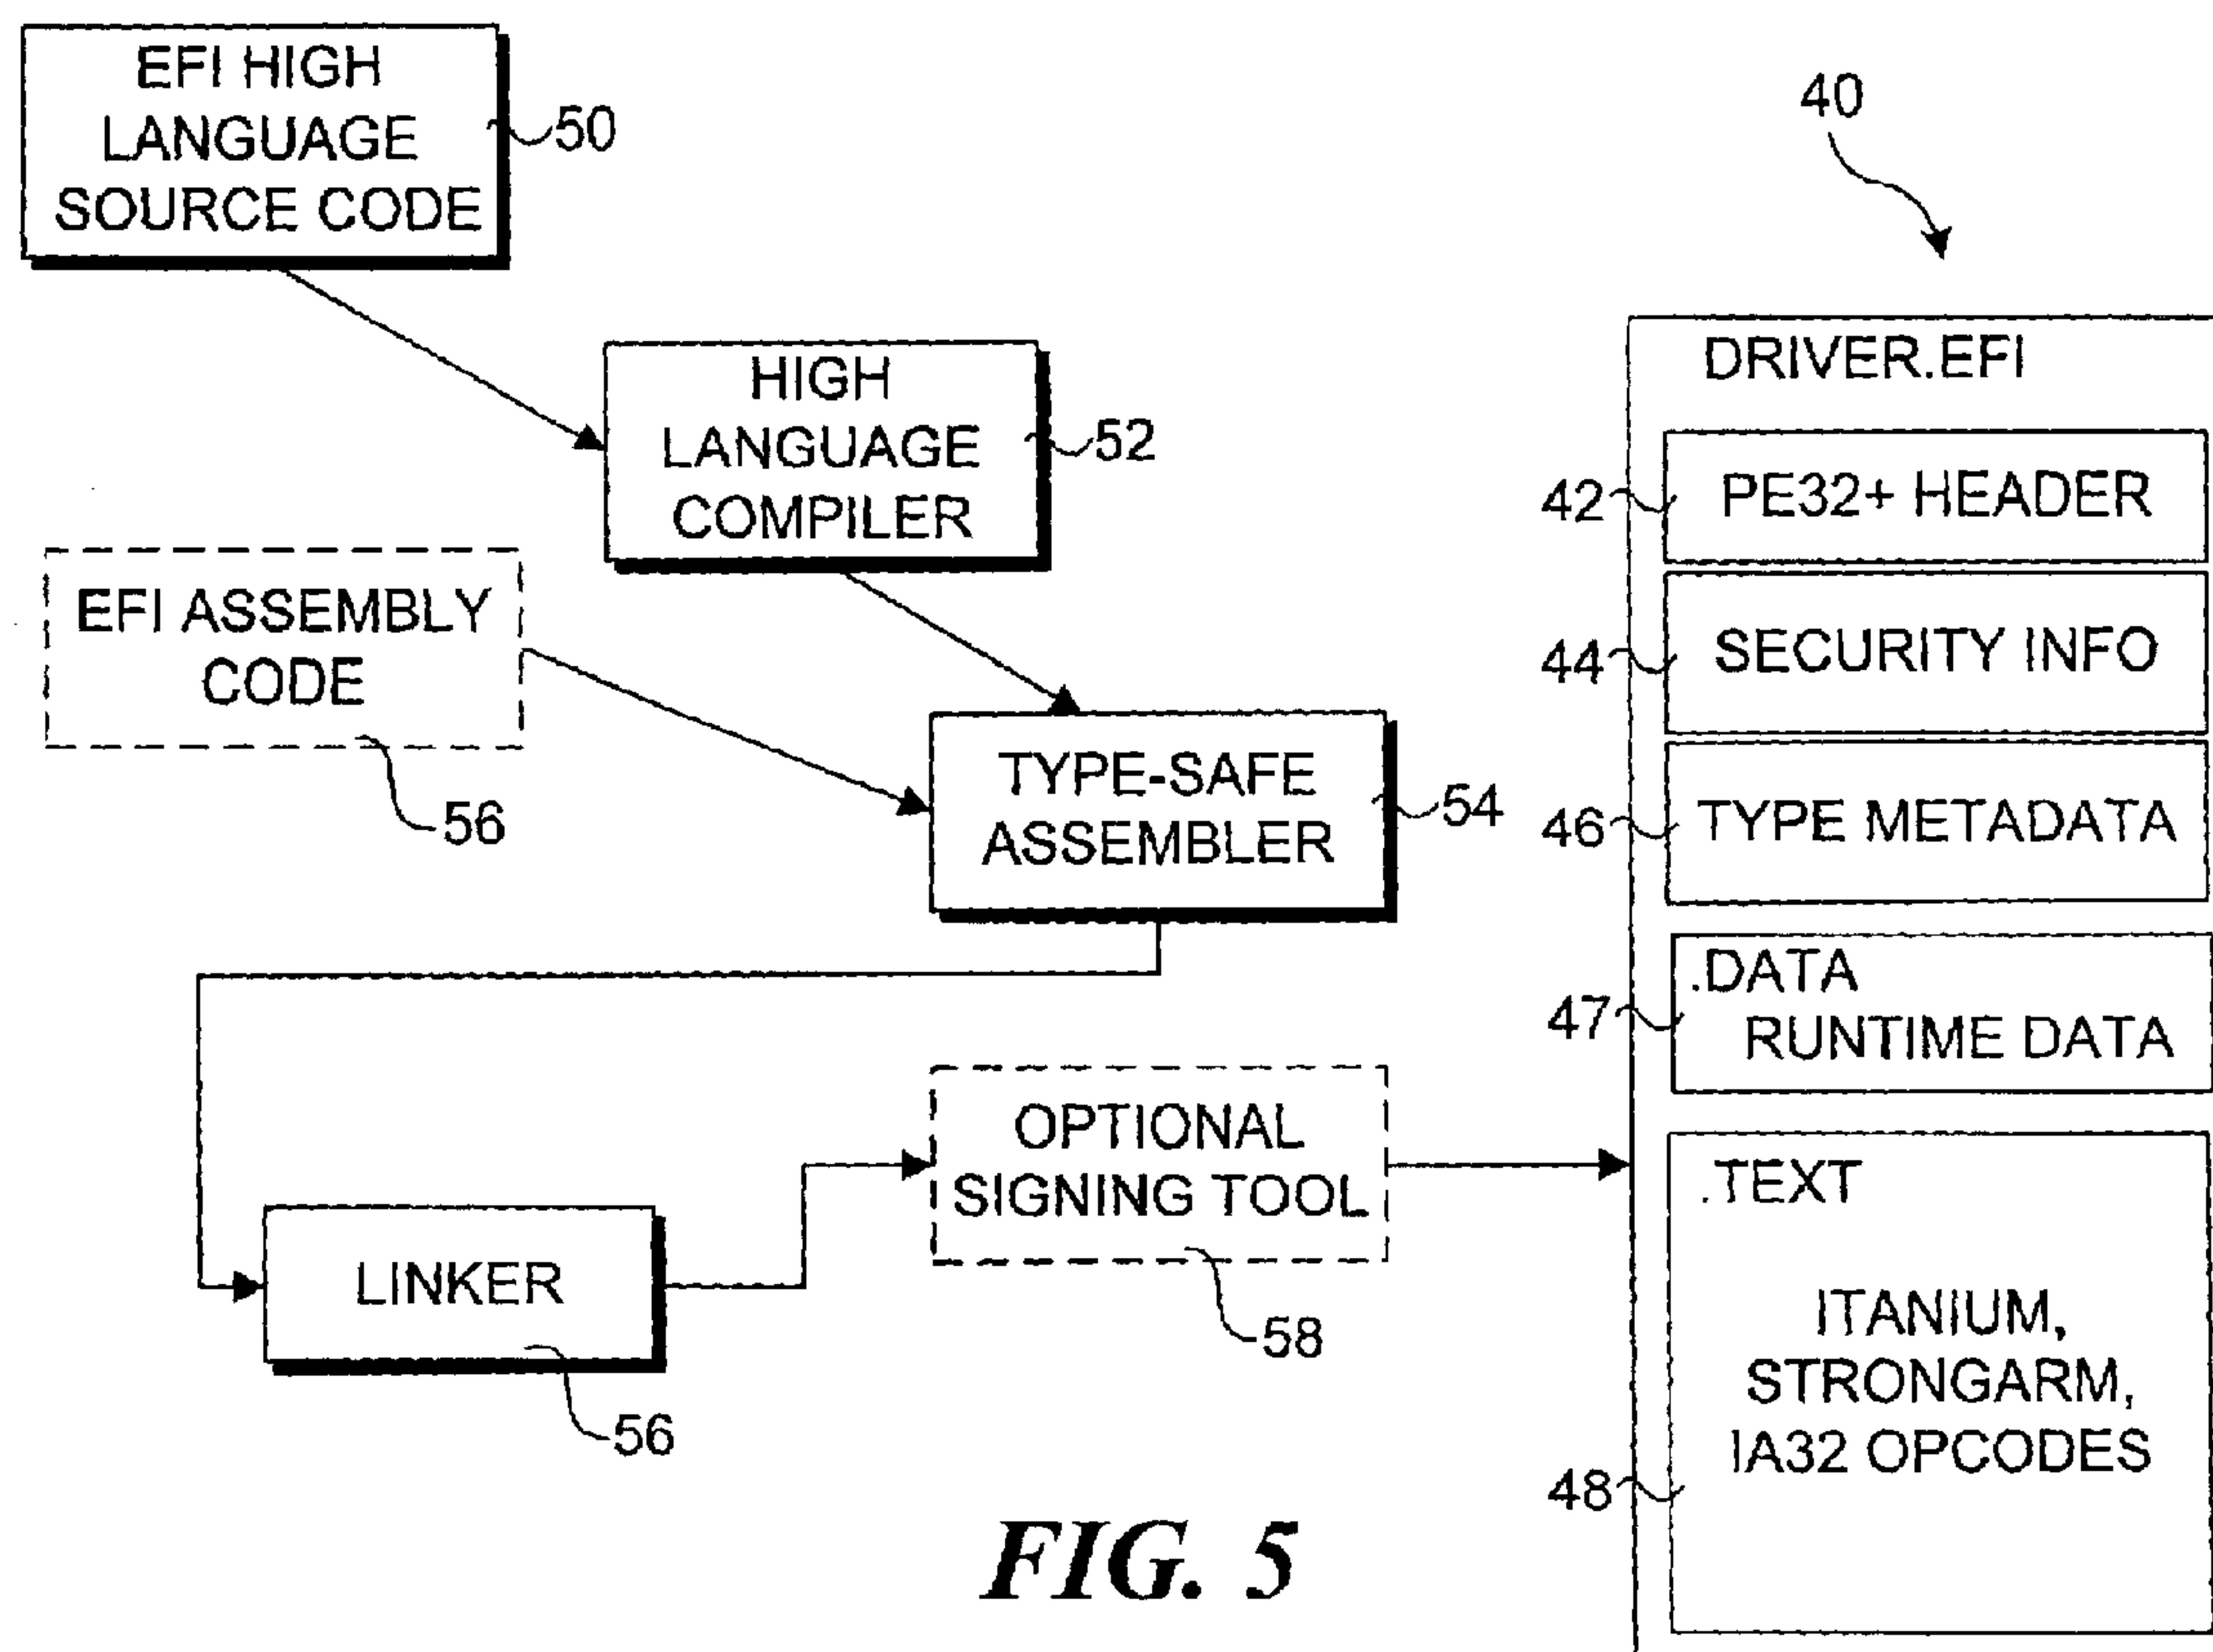 EFI HIGH
LANGUAGE
SOURCE CODE
50
HIGH
LANGUAGE
COMPILER
52
EFI ASSEMBLY
CODE
56
TYPE-SAFE
ASSEMBLER
54
LINKER
56
OPTIONAL
SIGNING TOOL
58
40
DRIVER.EFI
42
PE32+ HEADER
44
SECURITY INFO
46
TYPE METADATA
47
.DATA
RUNTIME DATA
48
.TEXT
ITANIUM,
STRONGARM,
IA32 OPCODES
FIG. 5